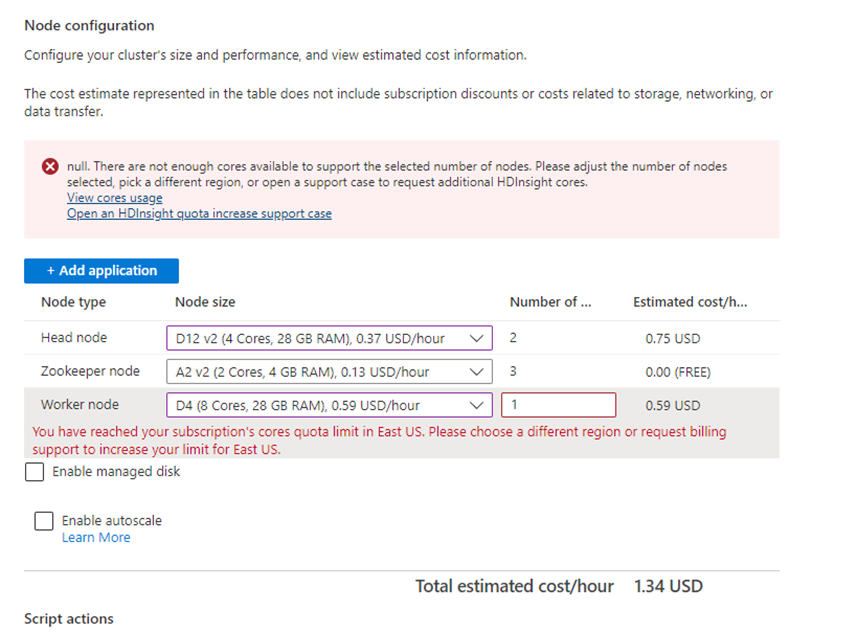 Node configuration
Configure your cluster's size and performance, and view estimated cost information.
The cost estimate represented in the table does not include subscription discounts or costs related to storage, networking, or
data transfer.
null. There are not enough cores available to support the selected number of nodes. Please adjust the number of nodes
selected, pick a different region, or open a support case to request additional HDInsight cores.
View cores usage
Open an HDInsight quota increase support case
+ Add application
Node type Node size Number of ... Estimated cost/h...
Head node D12 v2 (4 Cores, 28 GB RAM), 0.37 USD/hour 2 0.75 USD
Zookeeper node A2 v2 (2 Cores, 4 GB RAM), 0.13 USD/hour 3 0.00 (FREE)
Worker node D4 (8 Cores, 28 GB RAM), 0.59 USD/hour 1 0.59 USD
You have reached your subscription's cores quota limit in East US. Please choose a different region or request billing
support to increase your limit for East US.
Enable managed disk
Enable autoscale
Learn More
Total estimated cost/hour 1.34 USD
Script actions